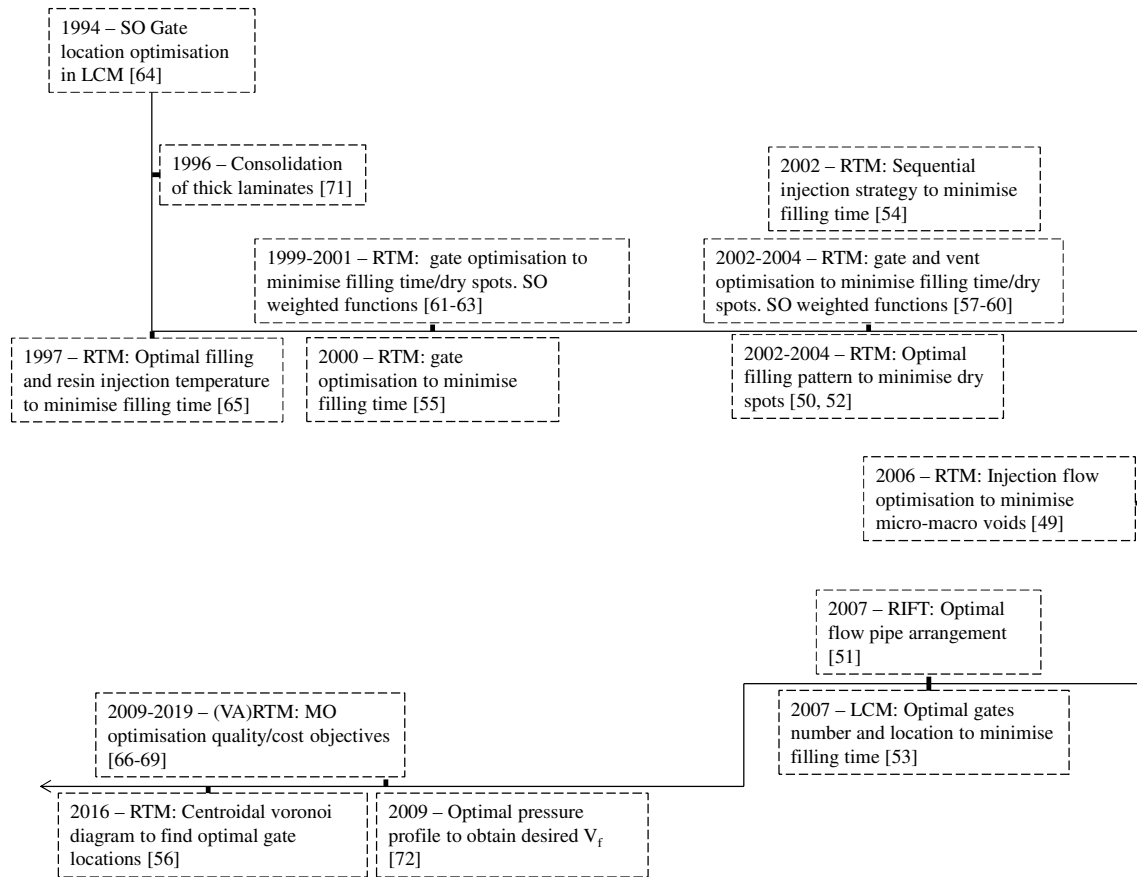 1994 – SO Gate
location optimisation
in LCM [64]
1996 – Consolidation
of thick laminates [71]
2002 – RTM: Sequential
injection strategy to minimise
filling time [54]
1999-2001 – RTM: gate optimisation to
minimise filling time/dry spots. SO
weighted functions [61-63]
2002-2004 – RTM: gate and vent
optimisation to minimise filling time/dry
spots. SO weighted functions [57-60]
1997 – RTM: Optimal filling
and resin injection temperature
to minimise filling time [65]
2000 – RTM: gate
optimisation to minimise
filling time [55]
2002-2004 – RTM: Optimal
filling pattern to minimise dry
spots [50, 52]
2006 – RTM: Injection flow
optimisation to minimise
micro-macro voids [49]
2007 – RIFT: Optimal
flow pipe arrangement
[51]
2007 – LCM: Optimal gates
number and location to minimise
filling time [53]
2009-2019 – (VA)RTM: MO
optimisation quality/cost objectives
[66-69]
2016 – RTM: Centroidal voronoi
diagram to find optimal gate
locations [56]
2009 – Optimal pressure
profile to obtain desired V_f
[72]